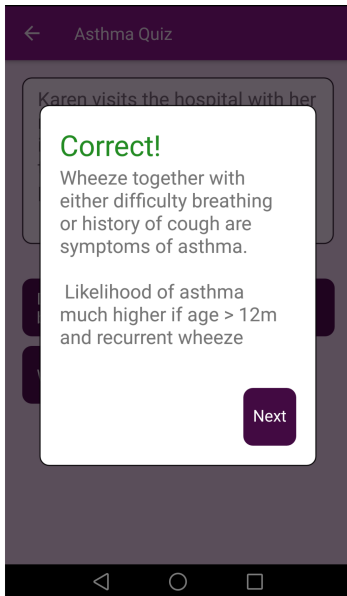 Asthma Quiz
Karen visits the hospital with her
Correct!
Wheeze together with
either difficulty breathing
or history of cough are
symptoms of asthma.
Likelihood of asthma
much higher if age > 12m
and recurrent wheeze
Next